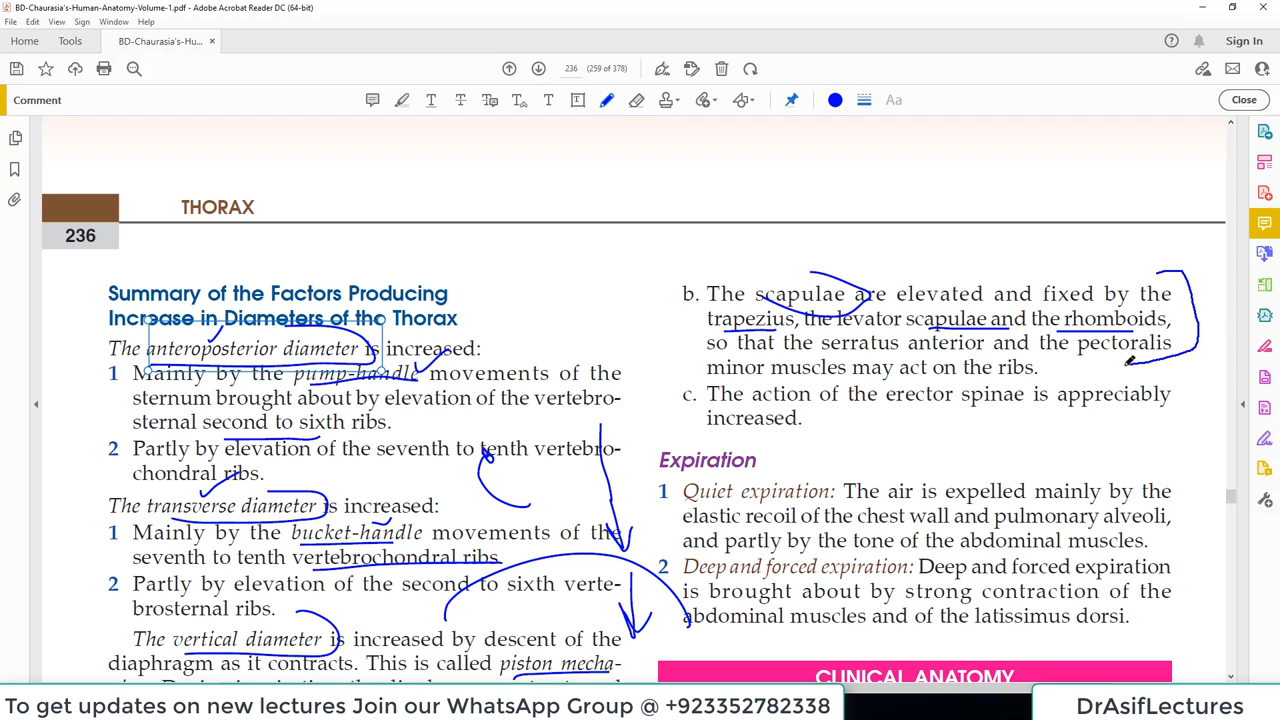 BD-Chaurasia's-Human-Anatomy-Volume-1.pdf - Adobe Acrobat Reader DC (64-bit)
File Edit View Sign Window Help
Home Tools BD-Chaurasia's-Hu... × Sign In
236 (259 of 378)
Comment
Aa
Close
THORAX
236
Summary of the Factors Producing
Increase in Diameters of the Thorax
The anteroposterior diameter is increased:
1 Mainly by the pump-handle movements of the
sternum brought about by elevation of the vertebro-
sternal second to sixth ribs.
2 Partly by elevation of the seventh to tenth vertebro-
chondral ribs.
The transverse diameter is increased:
1 Mainly by the bucket-handle movements of the
seventh to tenth vertebrochondral ribs.
2 Partly by elevation of the second to sixth verte-
brosternal ribs.
The vertical diameter is increased by descent of the
diaphragm as it contracts. This is called piston mecha-
b. The scapulae are elevated and fixed by the
trapezius, the levator scapulae and the rhomboids,
so that the serratus anterior and the pectoralis
minor muscles may act on the ribs.
c. The action of the erector spinae is appreciably
increased.
Expiration
1 Quiet expiration: The air is expelled mainly by the
elastic recoil of the chest wall and pulmonary alveoli,
and partly by the tone of the abdominal muscles.
2 Deep and forced expiration: Deep and forced expiration
is brought about by strong contraction of the
abdominal muscles and of the latissimus dorsi.
CLINICAL ANATOMY
To get updates on new lectures Join our WhatsApp Group @ +923352782338
DrAsifLectures